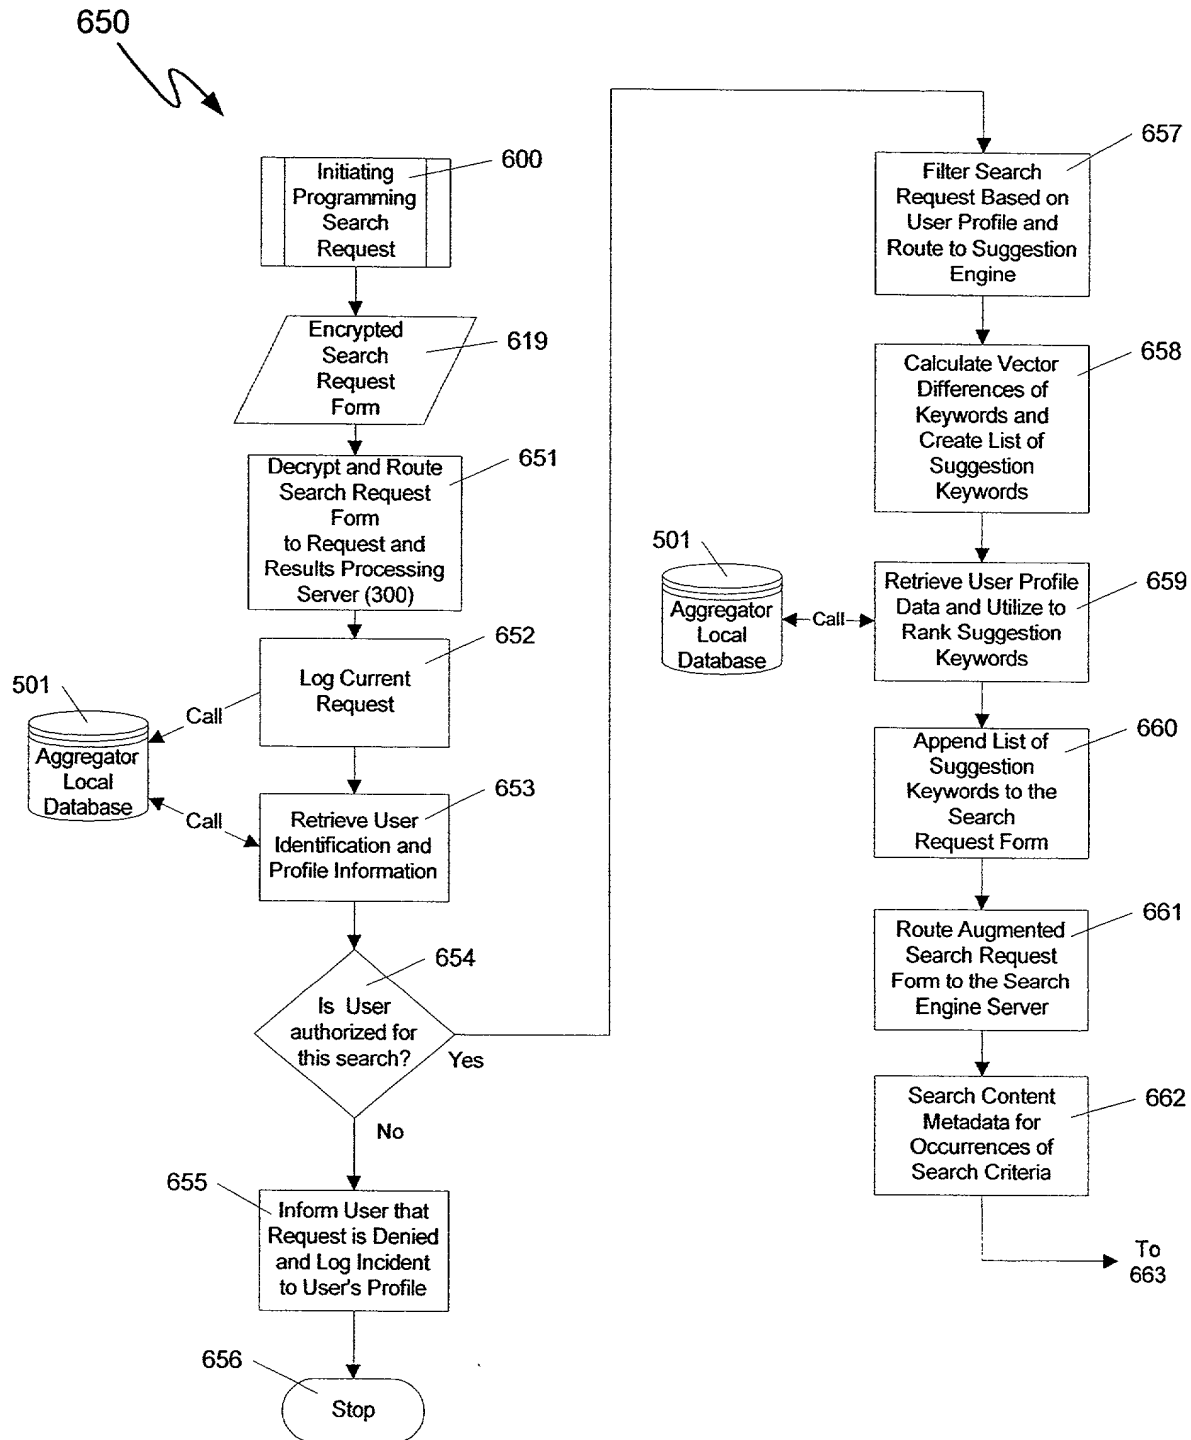 650
600
Initiating
Programming
Search
Request
619
Encrypted
Search
Request
Form
651
Decrypt and Route
Search Request
Form
to Request and
Results Processing
Server (300)
652
Log Current
Request
501
Aggregator
Local
Database
Call
Call
653
Retrieve User
Identification and
Profile Information
654
Is User
authorized for
this search?
Yes
No
655
Inform User that
Request is Denied
and Log Incident
to User's Profile
656
Stop
657
Filter Search
Request Based on
User Profile and
Route to Suggestion
Engine
658
Calculate Vector
Differences of
Keywords and
Create List of
Suggestion
Keywords
501
Aggregator
Local
Database
Call
659
Retrieve User Profile
Data and Utilize to
Rank Suggestion
Keywords
660
Append List of
Suggestion
Keywords to the
Search
Request Form
661
Route Augmented
Search Request
Form to the Search
Engine Server
662
Search Content
Metadata for
Occurrences of
Search Criteria
To
663